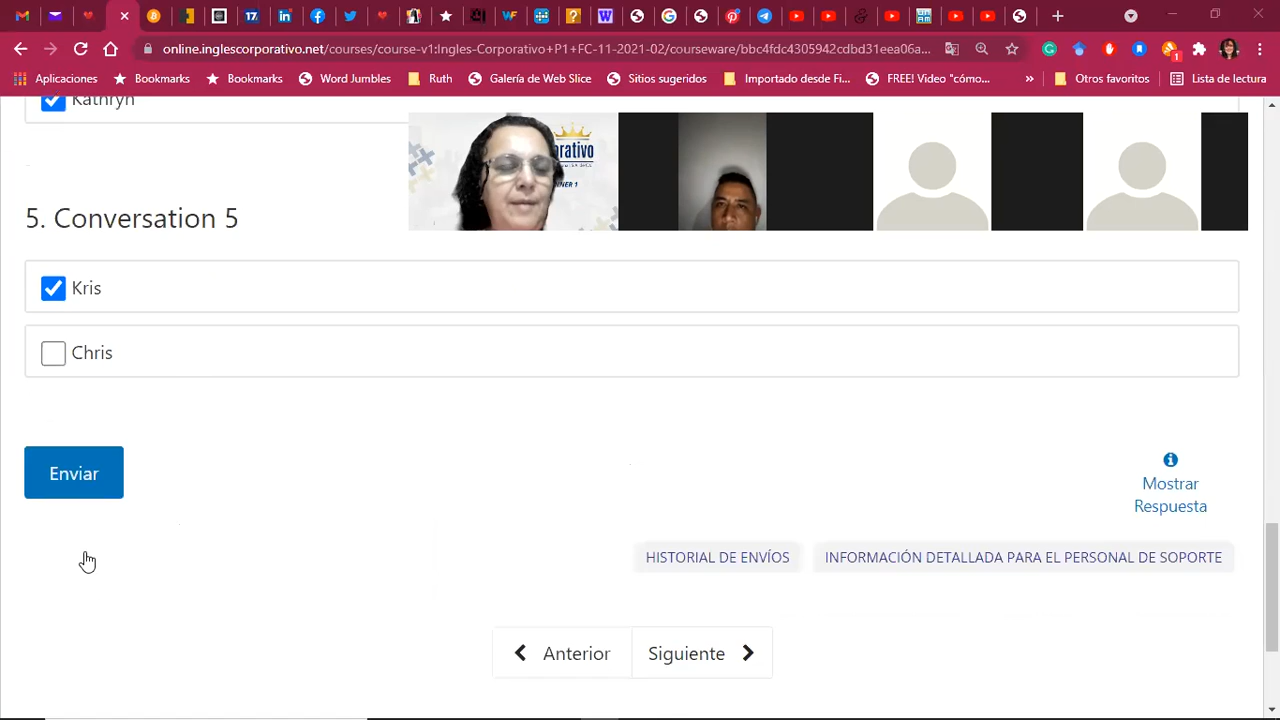 online.inglescorporativo.net/courses/course-v1:Ingles-Corporativo+P1+FC-11-2021-02/courseware/bbc4fdc4305942cdbd31eea06a...
Aplicaciones Bookmarks Bookmarks Word Jumbles Ruth Galería de Web Slice Sitios sugeridos Importado desde Fi... FREE! Video "cómo... » Otros favoritos Lista de lectura
Kathryn
orativo
NNER 1
5. Conversation 5
Kris
Chris
Enviar
Mostrar
Respuesta
HISTORIAL DE ENVÍOS INFORMACIÓN DETALLADA PARA EL PERSONAL DE SOPORTE
Anterior Siguiente